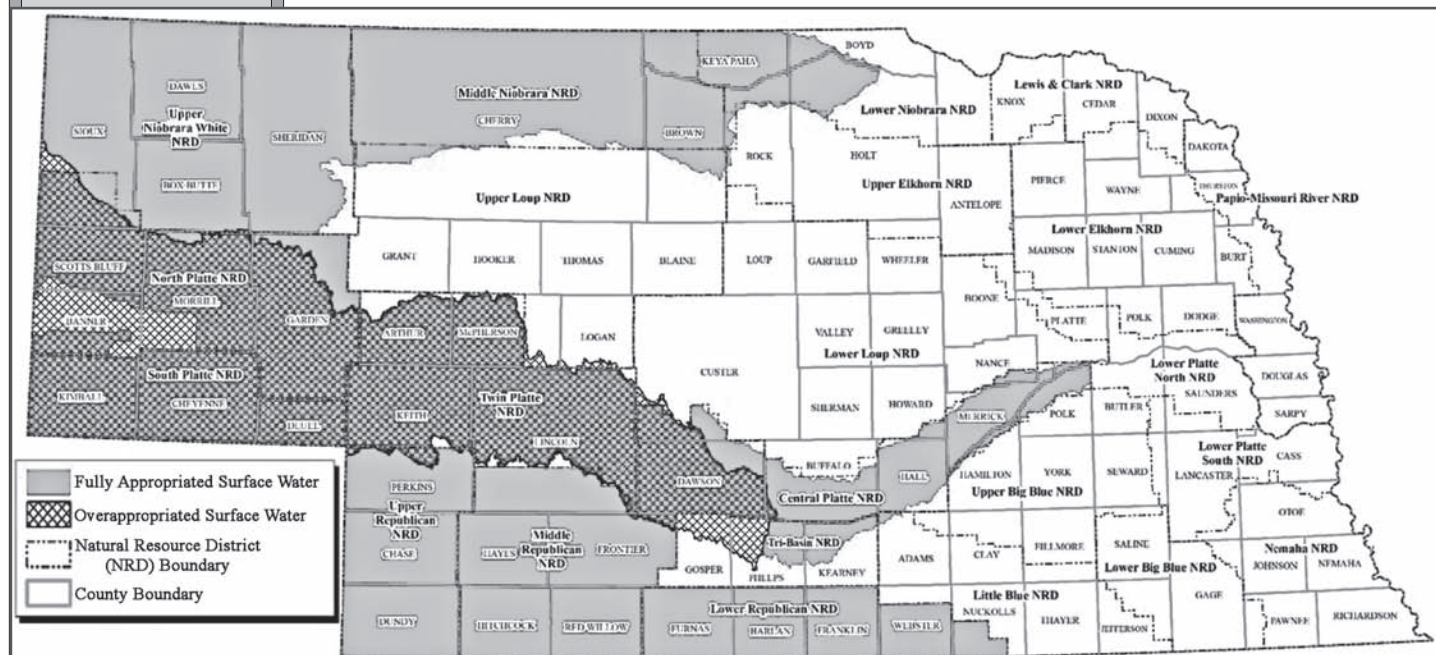 BOYD
KEYA PAHA
DAWES
Middle Niobrara NRD
Lewis & Clark NRD
KNOX
CEDAR
Upper
Niobrara White
NRD
Lower Niobrara NRD
CHERRY
DIXON
SIOUX
SHERIDAN
BROWN
DAKOTA
ROCK
HOLT
BOX BUTTE
PIERCE
WAYNE
THURSTON
Upper Loup NRD
Upper Elkhorn NRD
ANTELOPE
Papio-Missouri River NRD
Lower Elkhorn NRD
MADISON
STANTON
CUMING
BURT
GRANT
HOOKER
THOMAS
BLAINE
LOUP
GARFIELD
WHEELER
SCOTTS BLUFF
North Platte NRD
MORRILL
BOONE
BANNER
GARDEN
ARTHUR
McPHERSON
LOGAN
VALLEY
GREELEY
PLATTE
POLK
DODGE
WASHINGTON
Lower Loup NRD
NANCE
South Platte NRD
CUSTER
Lower Platte
North NRD
DOUGLAS
KIMBALL
CHEYENNE
DEUEL
KEITH
Twin Platte
NRD
LINCOLN
SHERMAN
HOWARD
MERRICK
POLK
BUTLER
SAUNDERS
SARPY
Lower Platte
South NRD
CASS
BUFFALO
HALL
HAMILTON
YORK
SEWARD
LANCASTER
DAWSON
Central Platte NRD
Upper Big Blue NRD
PERKINS
Upper
Republican
NRD
CHASE
HAYES
Middle
Republican
NRD
FRONTIER
Tri-Basin NRD
GOSPER
PHELPS
KEARNEY
ADAMS
CLAY
FILLMORE
SALINE
OTOE
Lower Big Blue NRD
Nemaha NRD
JOHNSON
NEMAHA
GAGE
Little Blue NRD
DUNDY
HITCHCOCK
RED WILLOW
FURNAS
Lower Republican NRD
HARLAN
FRANKLIN
WEBSTER
NUCKOLLS
THAYER
JEFFERSON
PAWNEE
RICHARDSON
Fully Appropriated Surface Water
Overappropriated Surface Water
Natural Resource District
(NRD) Boundary
County Boundary